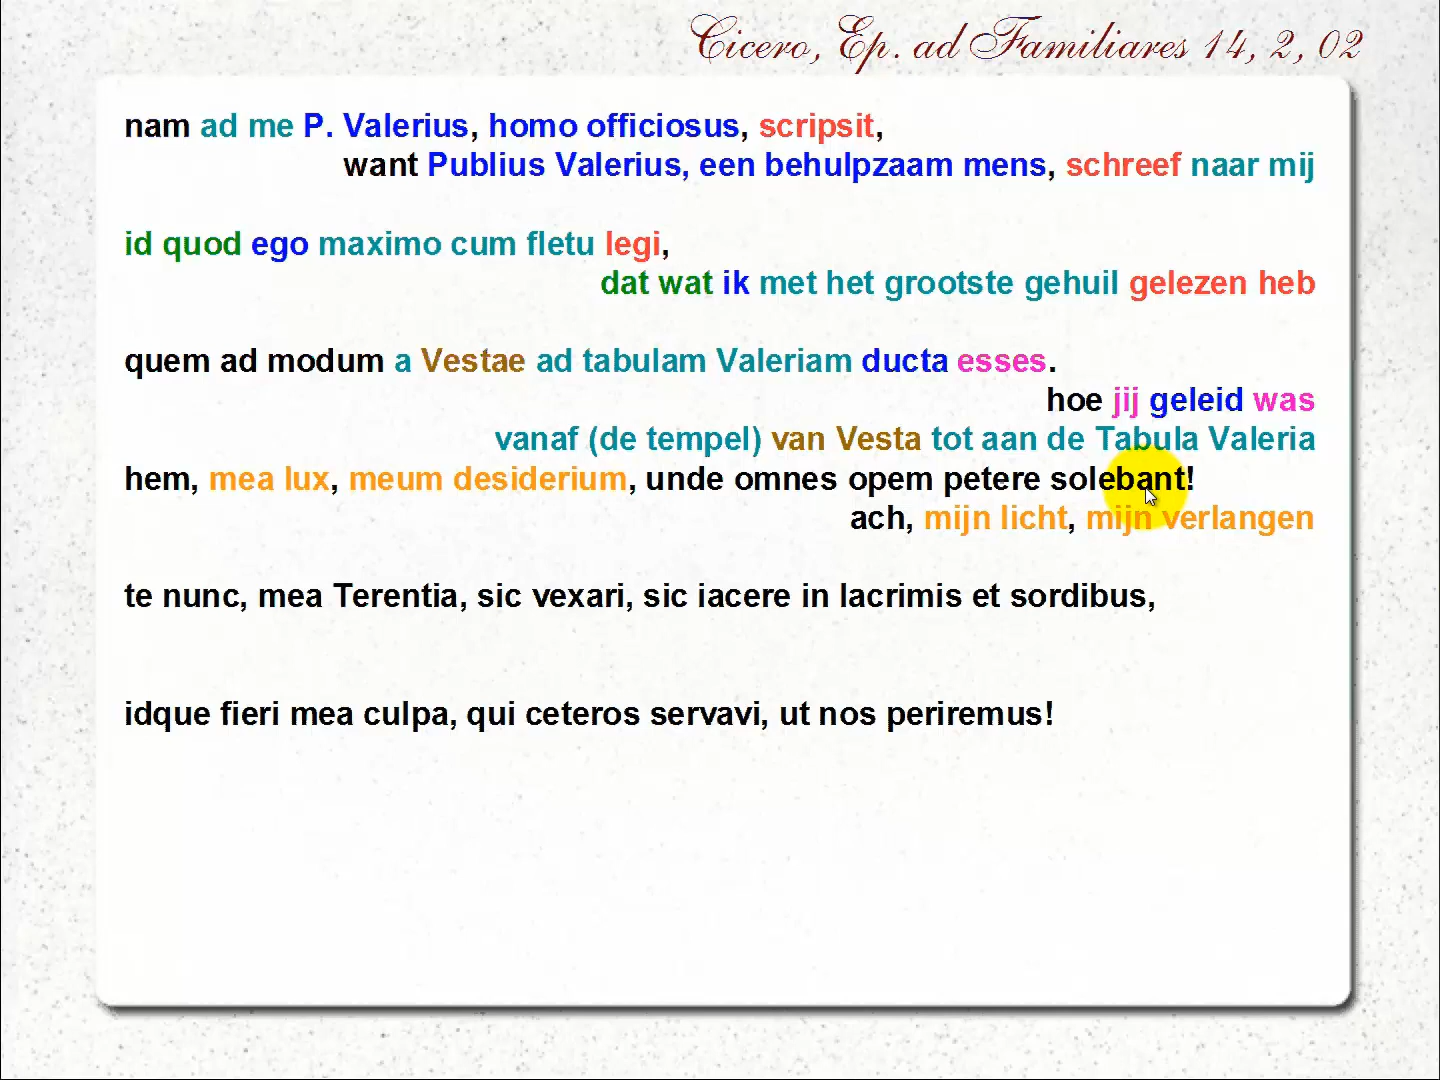 Cicero, Ep. ad Familiares 14, 2, 02
nam ad me P. Valerius, homo officiosus, scripsit,
want Publius Valerius, een behulpzaam mens, schreef naar mij
id quod ego maximo cum fletu legi,
dat wat ik met het grootste gehuil gelezen heb
quem ad modum a Vestae ad tabulam Valeriam ducta esses.
hoe jij geleid was
vanaf (de tempel) van Vesta tot aan de Tabula Valeria
hem, mea lux, meum desiderium, unde omnes opem petere solebant!
ach, mijn licht, mijn verlangen
te nunc, mea Terentia, sic vexari, sic iacere in lacrimis et sordibus,
idque fieri mea culpa, qui ceteros servavi, ut nos periremus!